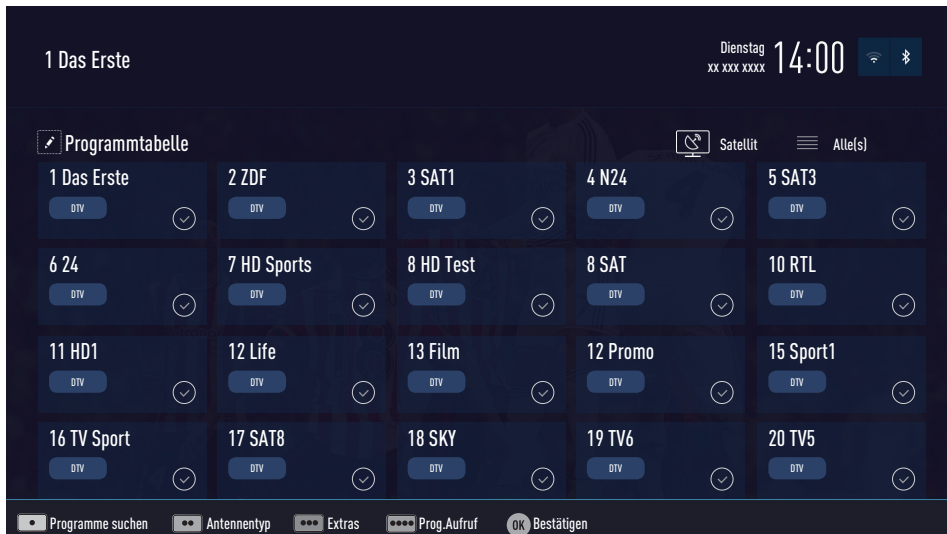 1 Das Erste
Dienstag
xx xxx xxxx
14:00
Programmtabelle
Satellit
Alle(s)
1 Das Erste
DTV
2 ZDF
DTV
3 SAT1
DTV
4 N24
DTV
5 SAT3
DTV
6 24
DTV
7 HD Sports
DTV
8 HD Test
DTV
8 SAT
DTV
10 RTL
DTV
11 HD1
DTV
12 Life
DTV
13 Film
DTV
12 Promo
DTV
15 Sport1
DTV
16 TV Sport
DTV
17 SAT8
DTV
18 SKY
DTV
19 TV6
DTV
20 TV5
DTV
Programme suchen
Antennentyp
Extras
Prog.Aufruf
OK Bestätigen